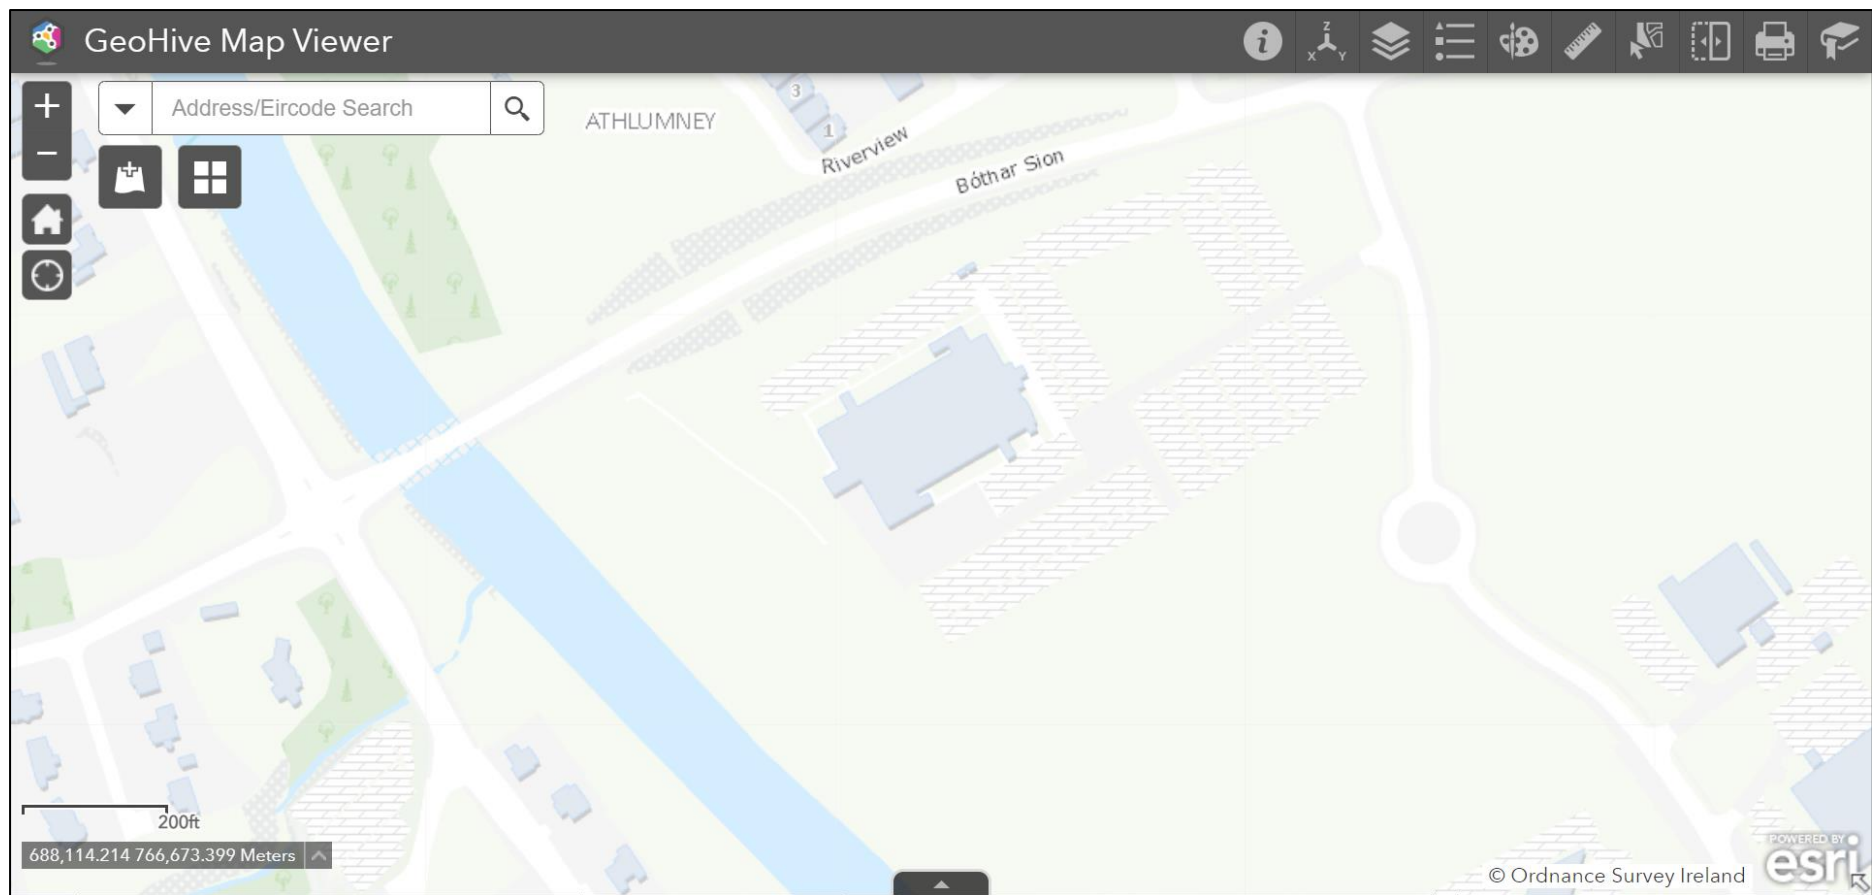 GeoHive Map Viewer
i
Z
X Y
Address/Eircode Search
ATHLUMNEY
3
1
Riverview
Bóthar Sion
200ft
688,114.214 766,673.399 Meters
POWERED BY
esri
© Ordnance Survey Ireland